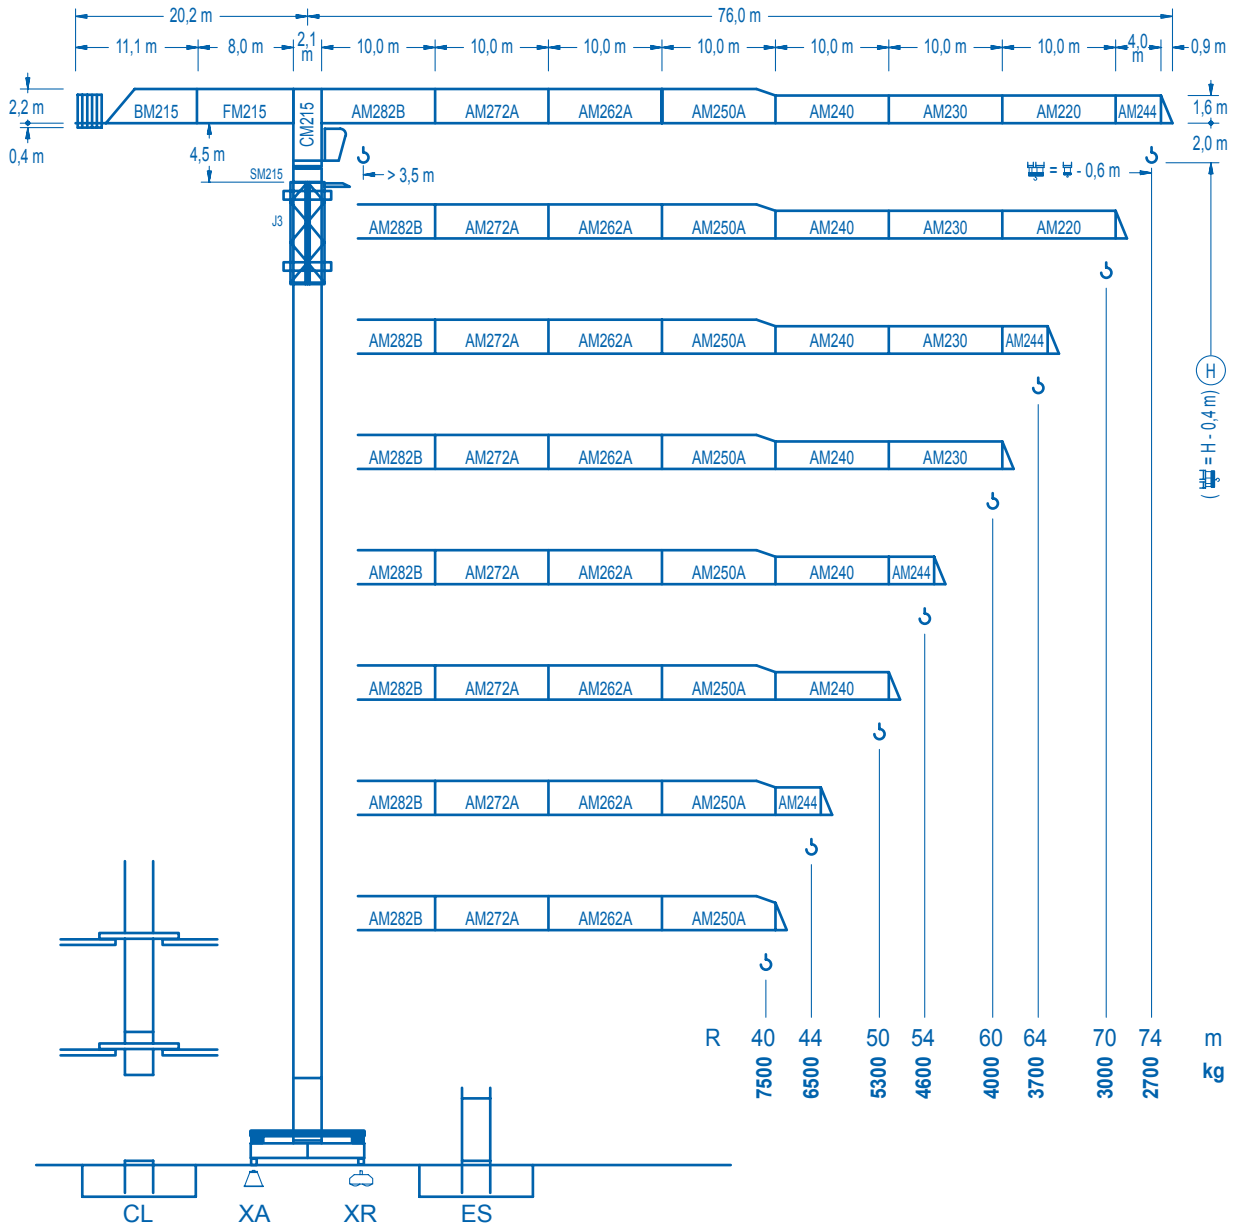 20,2 m 76,0 m
11,1 m 8,0 m 2,1 m 10,0 m 10,0 m 10,0 m 10,0 m 10,0 m 10,0 m 10,0 m 4,0 m 0,9 m
2,2 m BM215 FM215 CM215 AM282B AM272A AM262A AM250A AM240 AM230 AM220 AM244 1,6 m
0,4 m 4,5 m 2,0 m
SM215 > 3,5 m = - 0,6 m
J3 AM282B AM272A AM262A AM250A AM240 AM230 AM220
AM282B AM272A AM262A AM250A AM240 AM230 AM244
H
( = H - 0,4 m)
AM282B AM272A AM262A AM250A AM240 AM230
AM282B AM272A AM262A AM250A AM240 AM244
AM282B AM272A AM262A AM250A AM240
AM282B AM272A AM262A AM250A AM244
AM282B AM272A AM262A AM250A
R 40 44 50 54 60 64 70 74 m
7500 6500 5300 4600 4000 3700 3000 2700 kg
CL XA XR ES